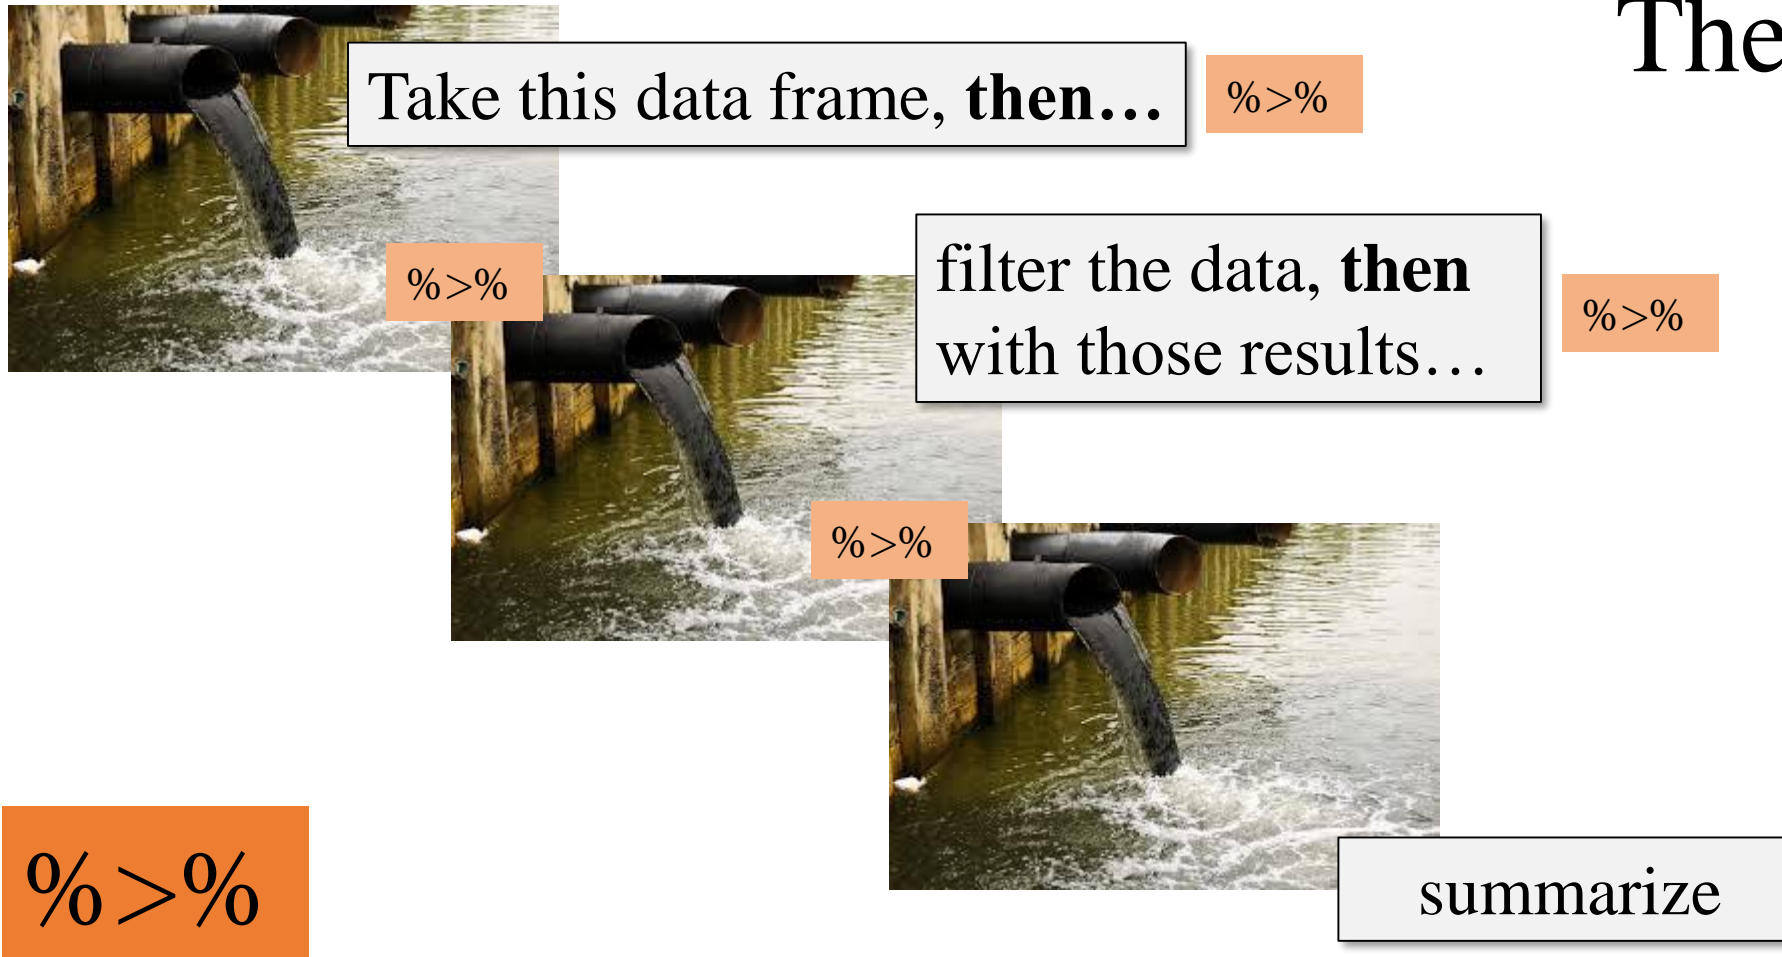 The
Take this data frame, then…
%>%
filter the data, then
with those results…
%>%
%>%
%>%
summarize
%>%